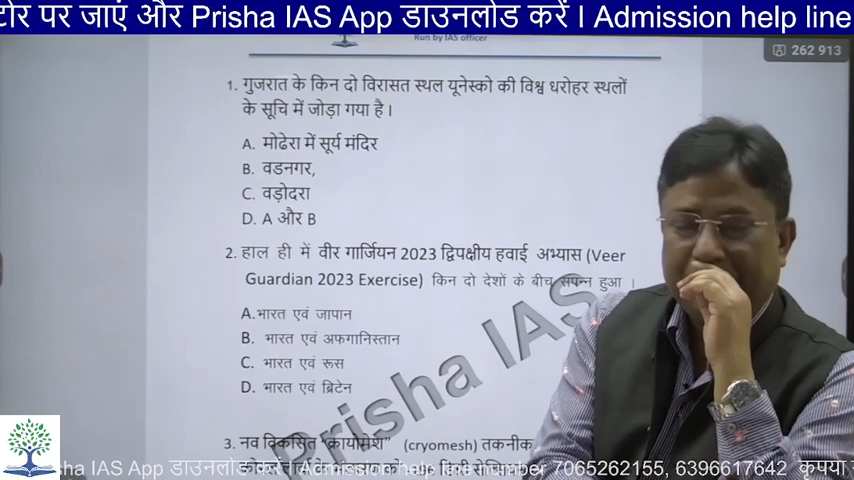 टोर पर जाएं और Prisha IAS App डाउनलोड करें I Admission help line
Run by IAS officer
262 913
1. गुजरात के किन दो विरासत स्थल यूनेस्को की विश्व धरोहर स्थलों
के सूचि में जोड़ा गया है ।
A. मोढेरा में सूर्य मंदिर
B. वडनगर,
C. वड़ोदरा
D. A और B
2. हाल ही में वीर गार्जियन 2023 द्विपक्षीय हवाई अभ्यास (Veer
Guardian 2023 Exercise) किन दो देशों के बीच संपन्न हुआ ।
A. भारत एवं जापान
B. भारत एवं अफगानिस्तान
C. भारत एवं रूस
D. भारत एवं ब्रिटेन
Prisha IAS
3. नव विकसित "क्रायोमेश" (cryomesh) तकनीक
sha IAS App डाउनलोड करें I Admission help line number 7065262155, 6396617642 कृपया